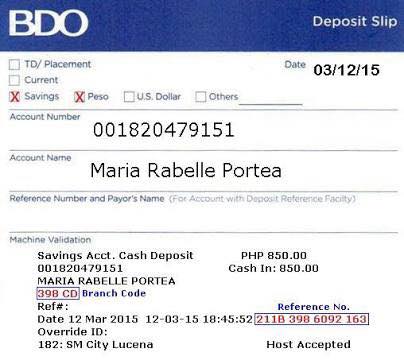 BDO Deposit Slip
TD/ Placement
Date 03/12/15
Current
X Savings X Peso U.S. Dollar Others
Account Number
001820479151
Account Name
Maria Rabelle Portea
Reference Number and Payor's Name (For Account with Deposit Reference Facilty)
Machine Validation
Savings Acct. Cash Deposit PHP 850.00
001820479151 Cash In: 850.00
MARIA RABELLE PORTEA
398 CD Branch Code
Ref#: Reference No.
Date 12 Mar 2015 12-03-15 18:45:52 211B 398 6092 163
Override ID:
182: SM City Lucena Host Accepted